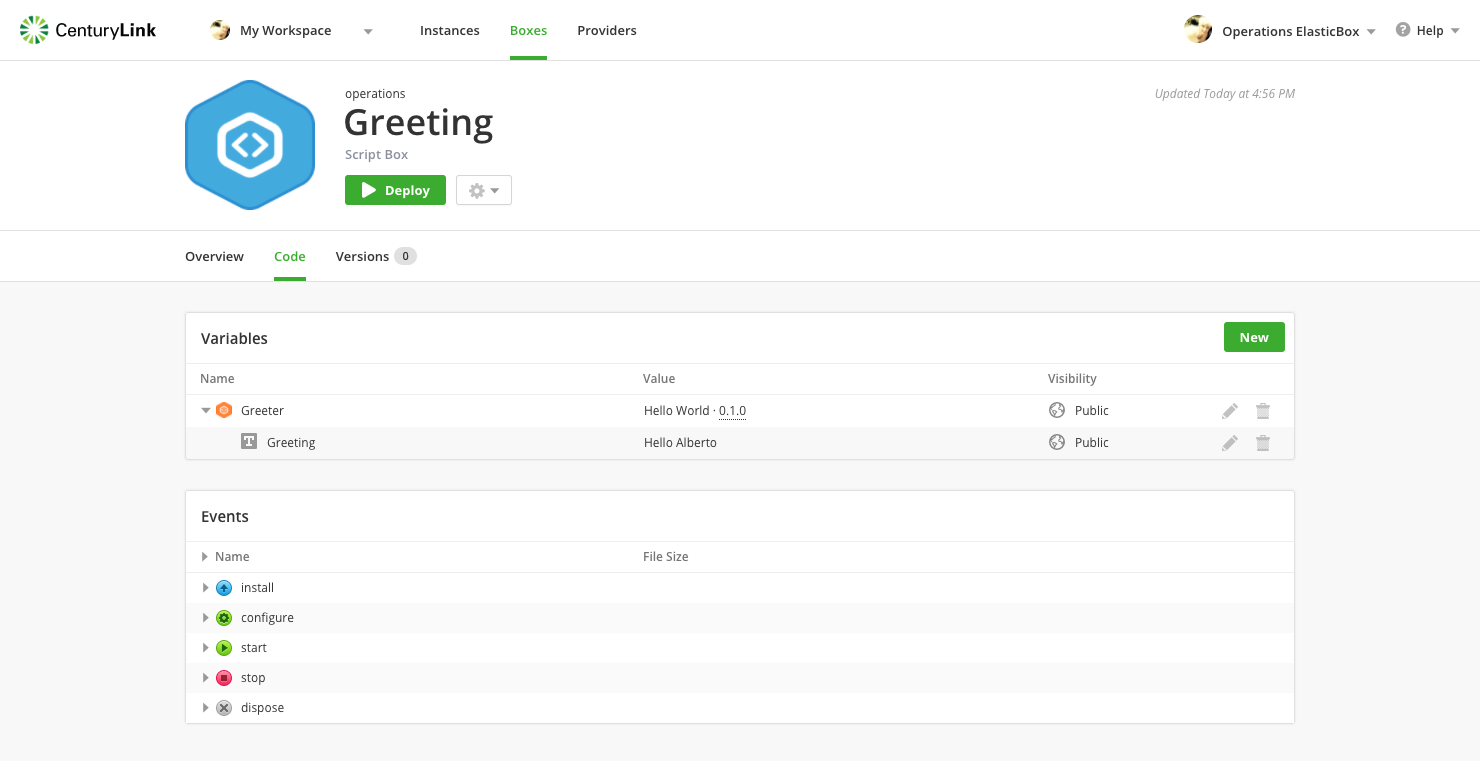 CenturyLink My Workspace Instances Boxes Providers Operations ElasticBox ? Help
operations Updated Today at 4:56 PM
Greeting
Script Box
Deploy
Overview Code Versions 0
Variables New
Name Value Visibility
Greeter Hello World · 0.1.0 Public
T Greeting Hello Alberto Public
Events
Name File Size
install
configure
start
stop
dispose